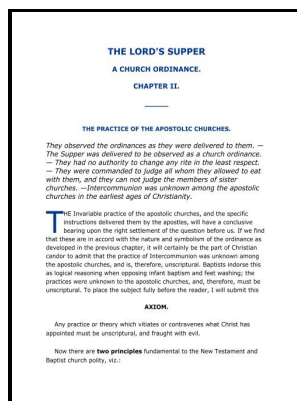 THE LORD'S SUPPER
A CHURCH ORDINANCE.
CHAPTER II.
THE PRACTICE OF THE APOSTOLIC CHURCHES.
They observed the ordinances as they were delivered to them. —
The Supper was delivered to be observed as a church ordinance.
— They had no authority to change any rite in the least respect.
— They were commanded to judge all whom they allowed to eat
with them, and they can not judge the members of sister
churches. —Intercommunion was unknown among the apostolic
churches in the earliest ages of Christianity.
THE Invariable practice of the apostolic churches, and the specific
instructions delivered them by the apostles, will have a conclusive
bearing upon the right settlement of the question before us. If we find
that these are in accord with the nature and symbolism of the ordinance as
developed in the previous chapter, it will certainly be the part of Christian
candor to admit that the practice of Intercommunion was unknown among
the apostolic churches, and is, therefore, unscriptural. Baptists indorse this
as logical reasoning when opposing infant baptism and feet washing; the
practices were unknown to the apostolic churches, and, therefore, must be
unscriptural. To place the subject fully before the reader, I will submit this
AXIOM.
Any practice or theory which vitiates or contravenes what Christ has
appointed must be unscriptural, and fraught with evil.
Now there are two principles fundamental to the New Testament and
Baptist church polity, viz.: